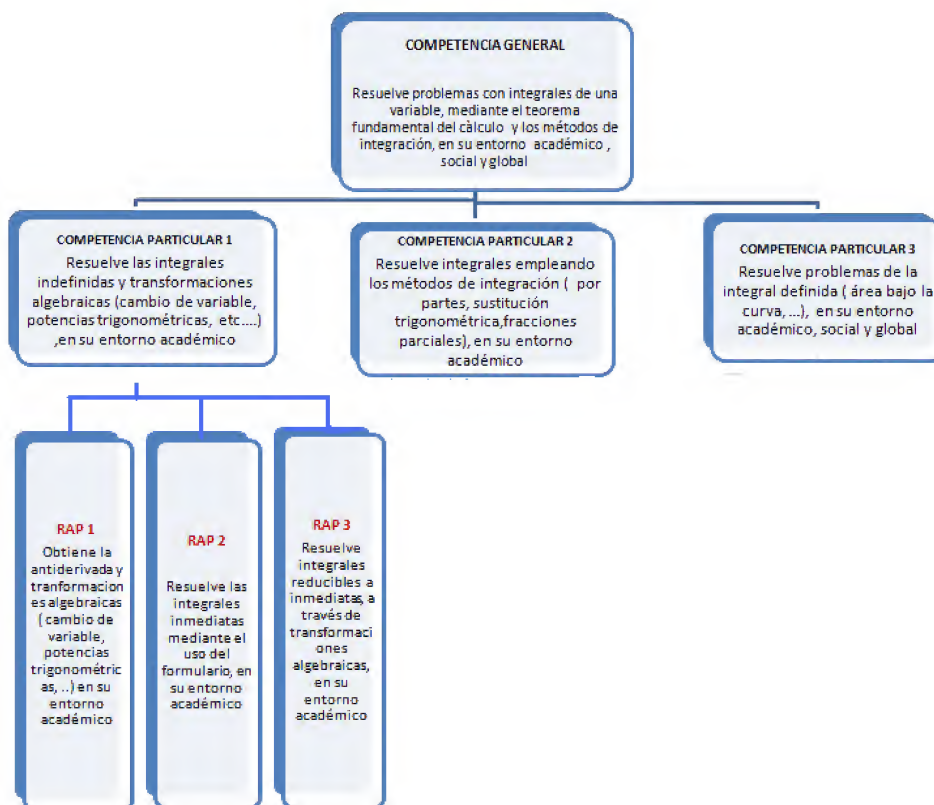 COMPETENCIA GENERAL
Resuelve problemas con integrales de una
variable, mediante el teorema
fundamental del càlculo y los métodos de
integración, en su entorno académico ,
social y global
COMPETENCIA PARTICULAR 1
Resuelve las integrales
indefinidas y transformaciones
algebraicas (cambio de variable,
potencias trigonométricas, etc....)
,en su entorno académico
COMPETENCIA PARTICULAR 2
Resuelve integrales empleando
los métodos de integración ( por
partes, sustitución
trigonométrica,fracciones
parciales), en su entorno
académico
COMPETENCIA PARTICULAR 3
Resuelve problemas de la
integral definida ( área bajo la
curva, ...), en su entorno
académico, social y global
RAP 1
Obtiene la
antiderivada y
tranformacion
es algebraicas
( cambio de
variable,
potencias
trigonométric
as, ..) en su
entorno
académico
RAP 2
Resuelve las
integrales
inmediatas
mediante el
uso del
formulario, en
su entorno
académico
RAP 3
Resuelve
integrales
reducibles a
inmediatas, a
través de
transformaci
ones
algebraicas,
en su
entorno
académico